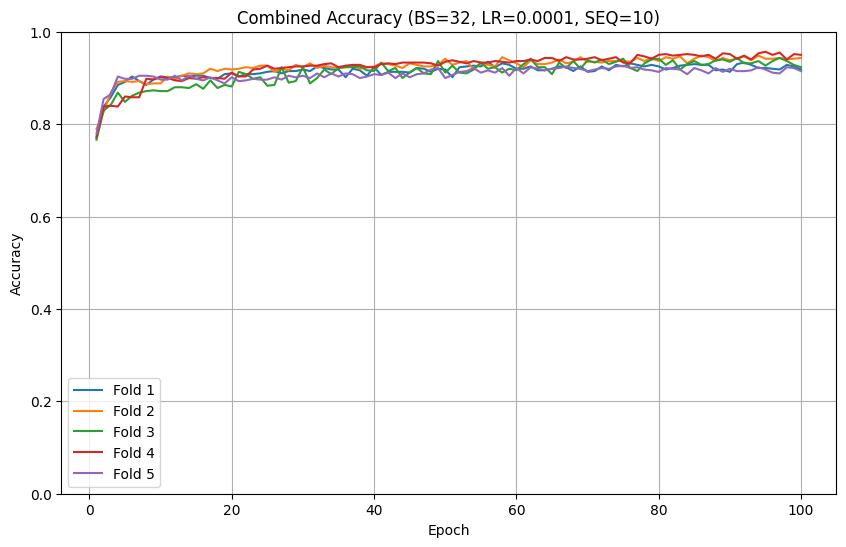 Combined Accuracy (BS=32, LR=0.0001, SEQ=10)
1.0
0.8
0.6
0.4
0.2
0.0
Accuracy
Fold 1
Fold 2
Fold 3
Fold 4
Fold 5
0 20 40 60 80 100
Epoch